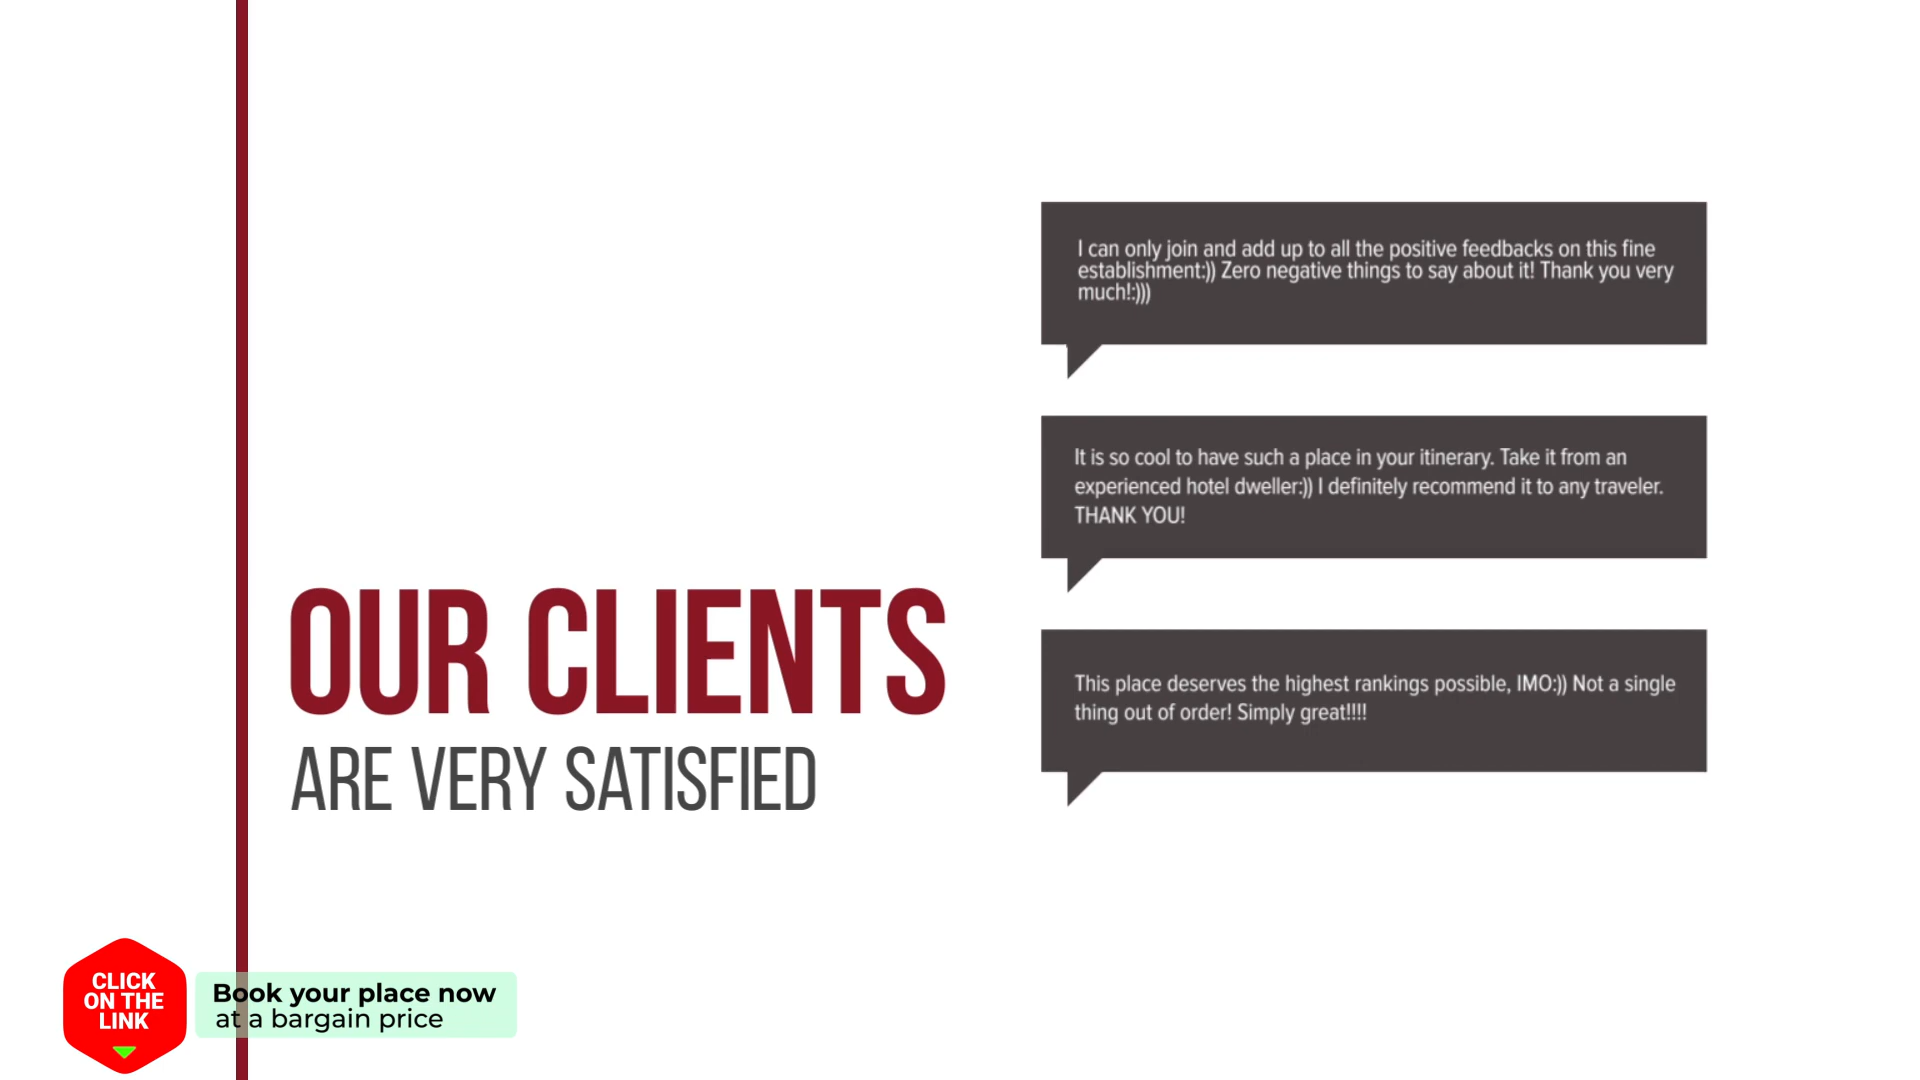 I can only join and add up to all the positive feedbacks on this fine
establishment:)) Zero negative things to say about it! Thank you very
much!:)))
It is so cool to have such a place in your itinerary. Take it from an
experienced hotel dweller:)) I definitely recommend it to any traveler.
THANK YOU!
This place deserves the highest rankings possible, IMO:)) Not a single
thing out of order! Simply great!!!!
OUR CLIENTS
ARE VERY SATISFIED
CLICK
ON THE
LINK
Book your place now
at a bargain price